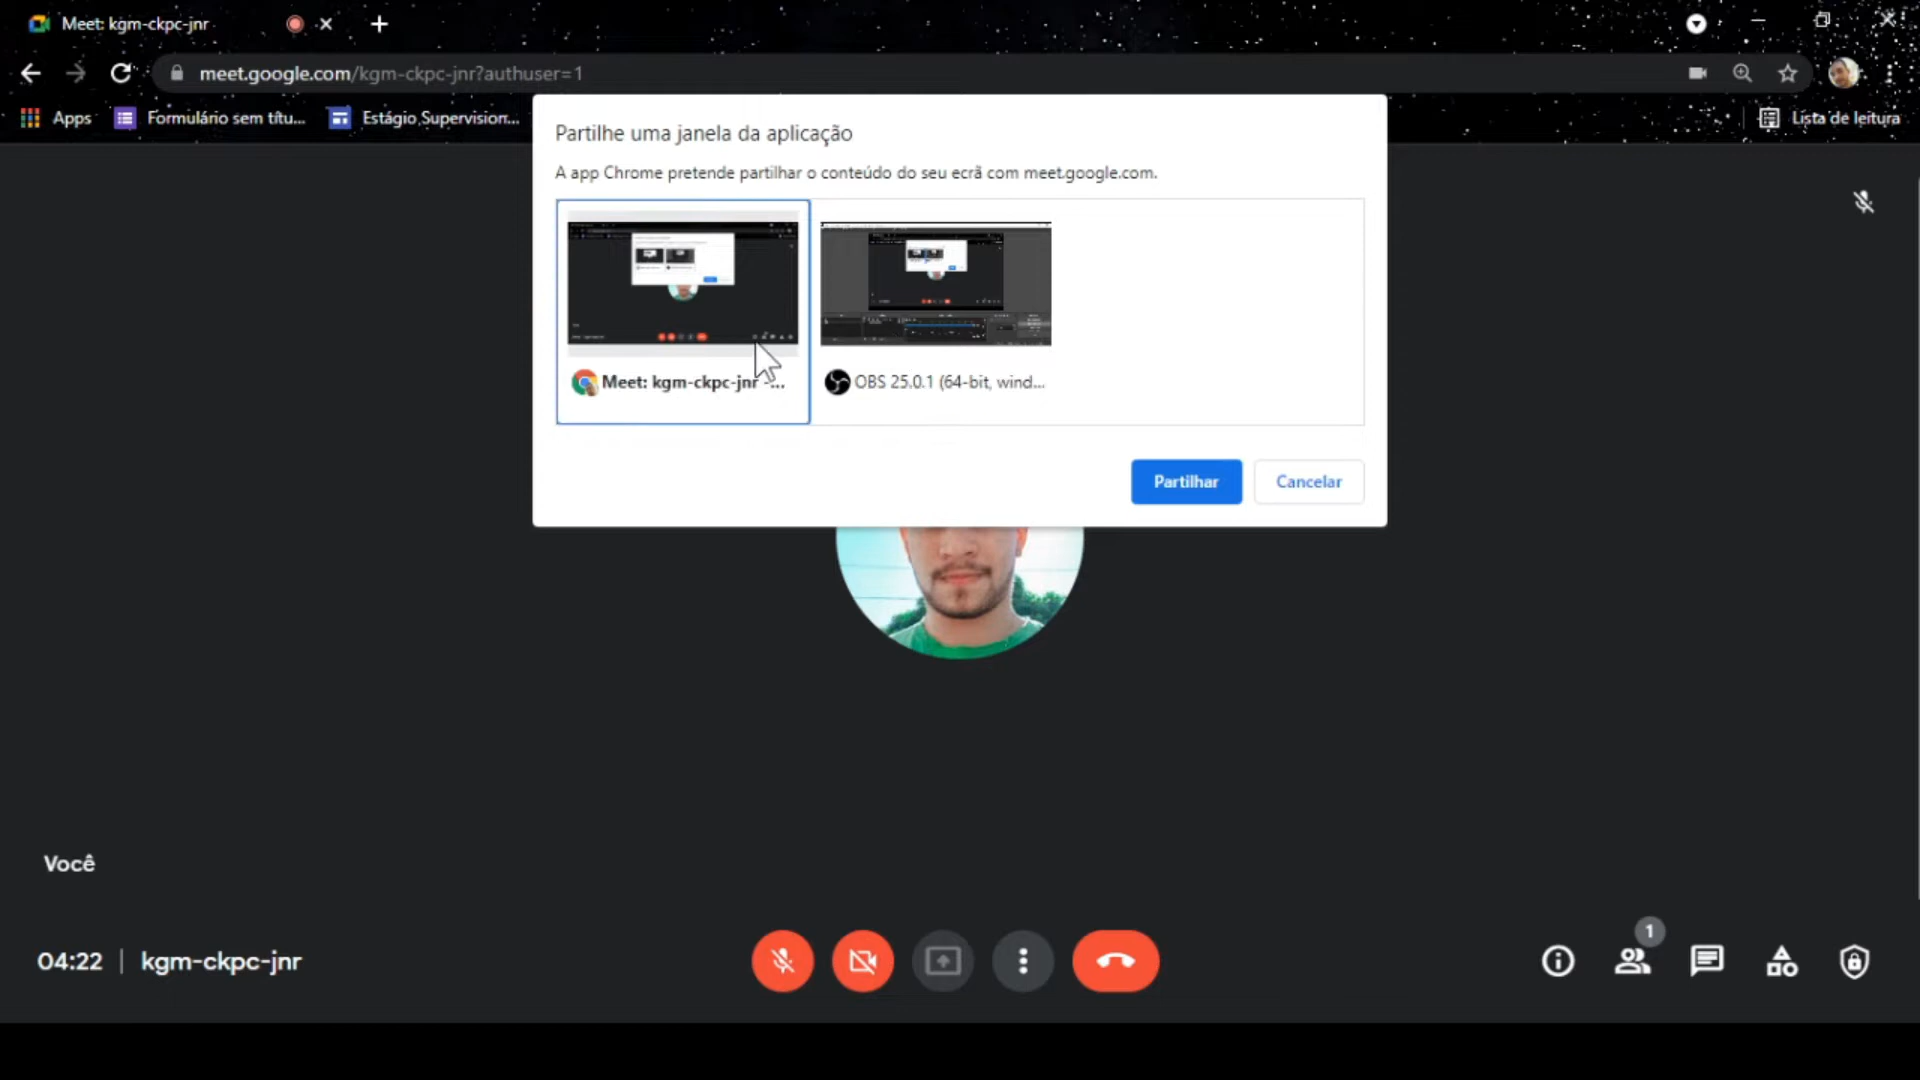 Meet: kgm-ckpc-jnr
meet.google.com/kgm-ckpc-jnr?authuser=1
Apps
Formulário sem títu...
Estágio Supervision...
Lista de leitura
Partilhe uma janela da aplicação
A app Chrome pretende partilhar o conteúdo do seu ecrã com meet.google.com.
Meet: kgm-ckpc-jnr -...
OBS 25.0.1 (64-bit, wind...
Partilhar
Cancelar
Você
1
04:22 | kgm-ckpc-jnr